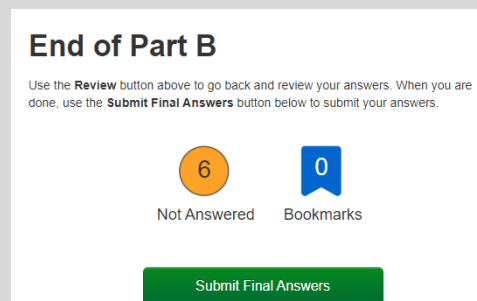 End of Part B
Use the Review button above to go back and review your answers. When you are
done, use the Submit Final Answers button below to submit your answers.
6
0
Not Answered
Bookmarks
Submit Final Answers